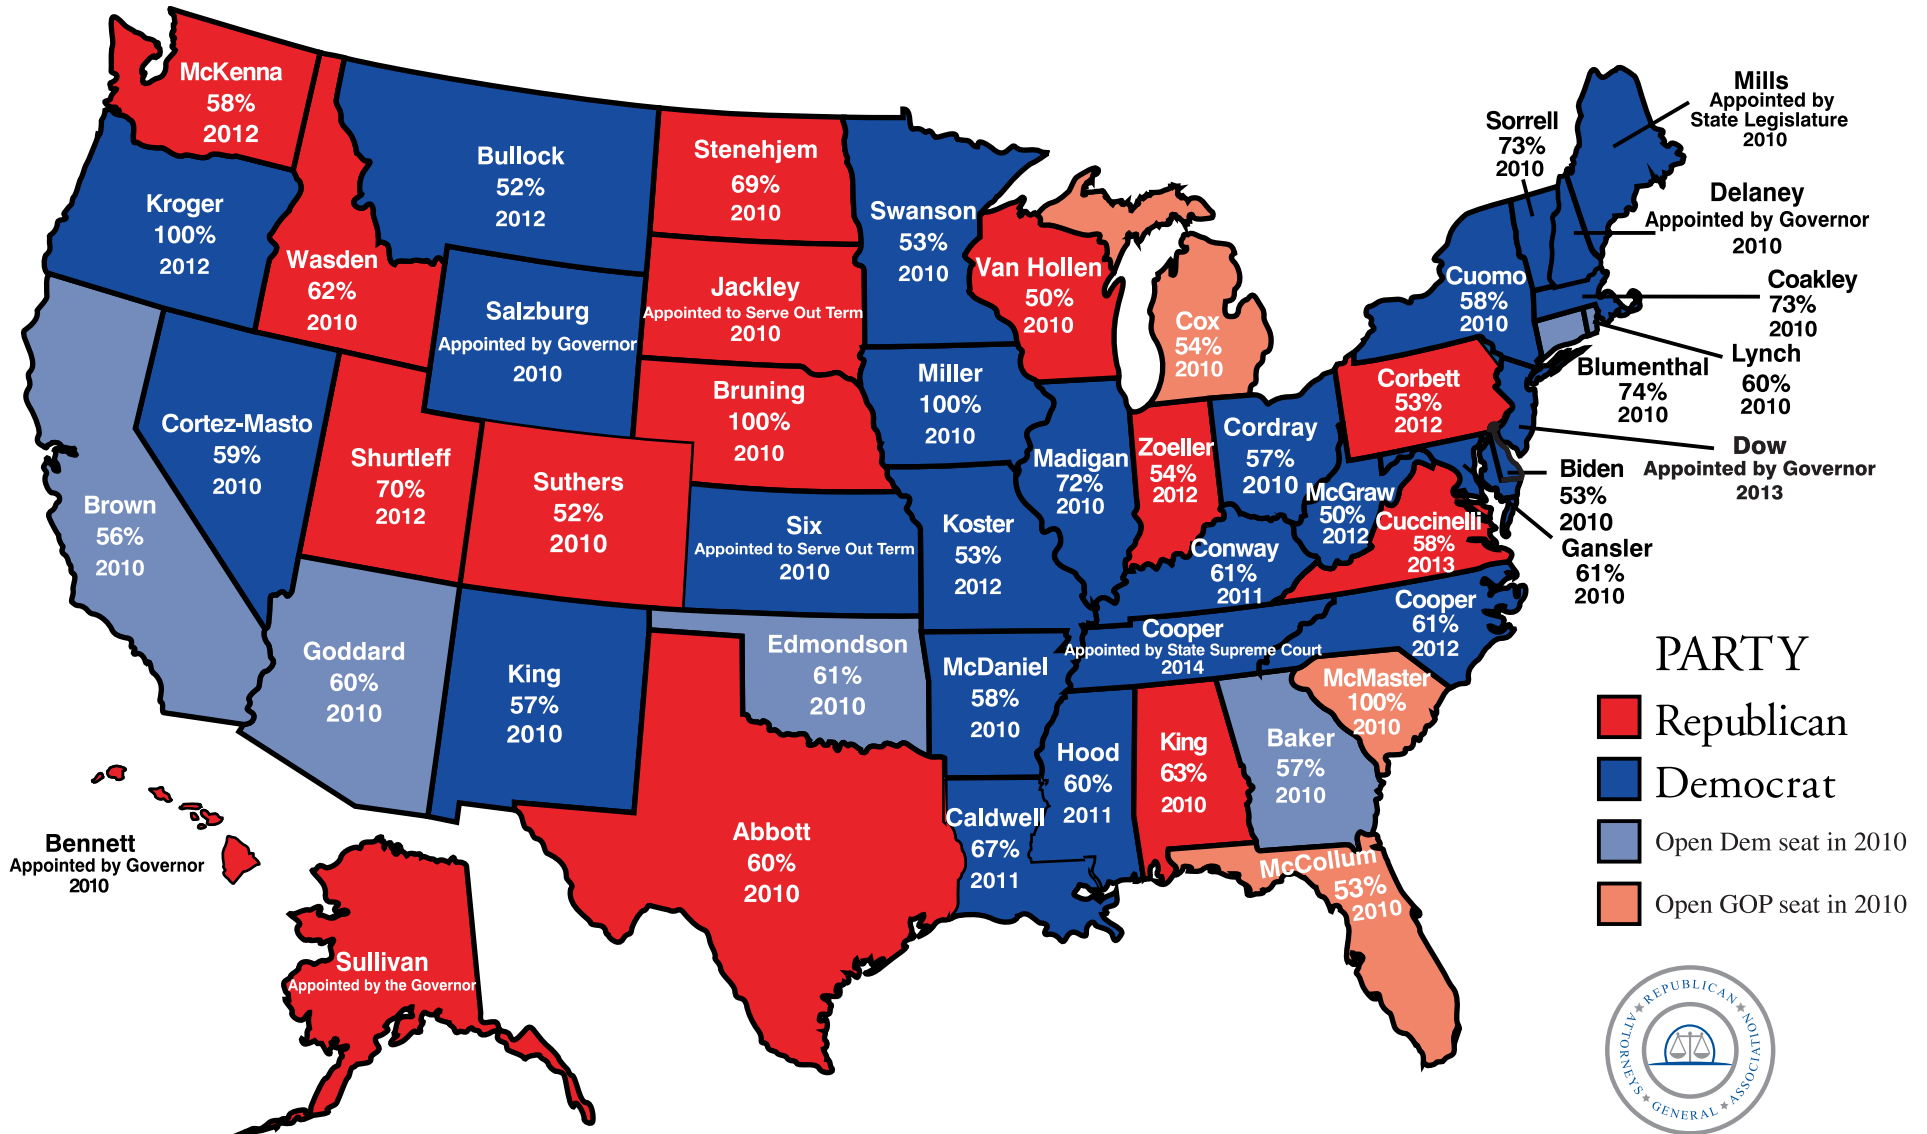 McKenna
58%
2012
Kroger
100%
2012
Wasden
62%
2010
Bullock
52%
2012
Salzburg
Appointed by Governor
2010
Stenehjem
69%
2010
Jackley
Appointed to Serve Out Term
2010
Bruning
100%
2010
Swanson
53%
2010
Van Hollen
50%
2010
Cox
54%
2010
Miller
100%
2010
Brown
56%
2010
Cortez-Masto
59%
2010
Shurtleff
70%
2012
Suthers
52%
2010
Six
Appointed to Serve Out Term
2010
Koster
53%
2012
Madigan
72%
2010
Zoeller
54%
2012
Cordray
57%
2010
McGraw
50%
2012
Corbett
53%
2012
Cuomo
58%
2010
Sorrell
73%
2010
Mills
Appointed by
State Legislature
2010
Delaney
Appointed by Governor
2010
Coakley
73%
2010
Lynch
60%
2010
Blumenthal
74%
2010
Dow
Appointed by Governor
2013
Biden
53%
2010
Gansler
61%
2010
Cuccinelli
58%
2013
Conway
61%
2011
Cooper
61%
2012
Cooper
Appointed by State Supreme Court
2014
Goddard
60%
2010
King
57%
2010
Edmondson
61%
2010
McDaniel
58%
2010
McMaster
100%
2010
Hood
60%
2011
King
63%
2010
Baker
57%
2010
Abbott
60%
2010
Caldwell
67%
2011
McCollum
53%
2010
Bennett
Appointed by Governor
2010
Sullivan
Appointed by the Governor
PARTY
Republican
Democrat
Open Dem seat in 2010
Open GOP seat in 2010
REPUBLICAN
ATTORNEYS
GENERAL
ASSOCIATION